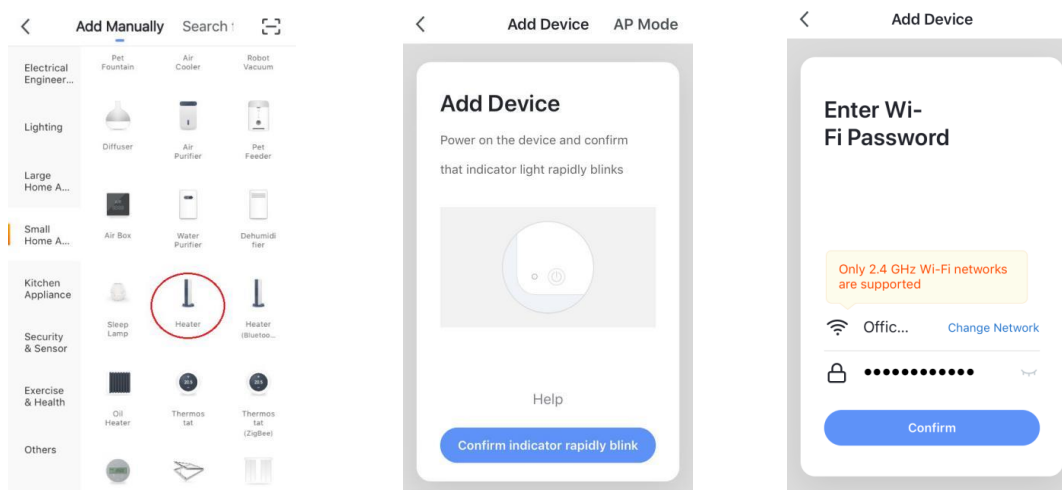 Add Manually Search
Electrical
Engineer...
Lighting
Large
Home A...
Small
Home A...
Kitchen
Appliance
Security
& Sensor
Exercise
& Health
Others
Pet
Fountain
Air
Cooler
Robot
Vacuum
Diffuser
Air
Purifier
Pet
Feeder
Air Box
Water
Purifier
Dehumidi
fier
Sleep
Lamp
Heater
Heater
(Bluetoo...
Oil
Heater
Thermos
tat
Thermos
tat
(ZigBee)
Add Device AP Mode
Add Device
Power on the device and confirm
that indicator light rapidly blinks
Help
Confirm indicator rapidly blink
Add Device
Enter Wi-
Fi Password
Only 2.4 GHz Wi-Fi networks
are supported
Offic... Change Network
Confirm